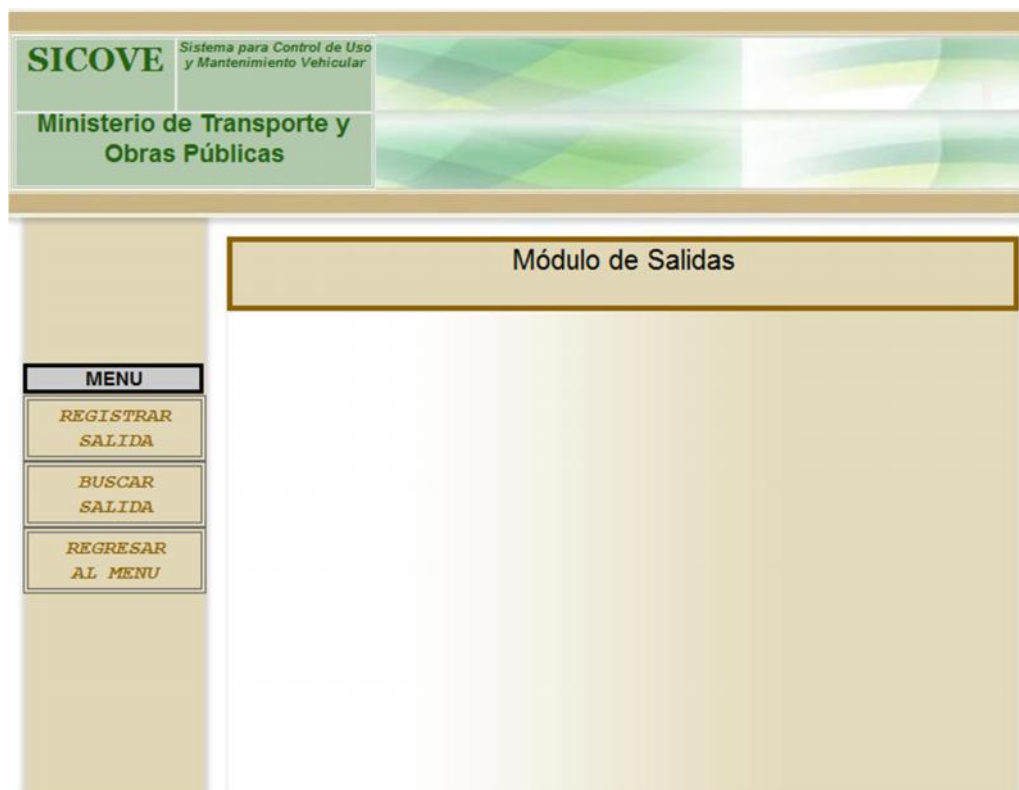 SICOVE
Sistema para Control de Uso
y Mantenimiento Vehicular
Ministerio de Transporte y
Obras Públicas
Módulo de Salidas
MENU
REGISTRAR
SALIDA
BUSCAR
SALIDA
REGRESAR
AL MENU